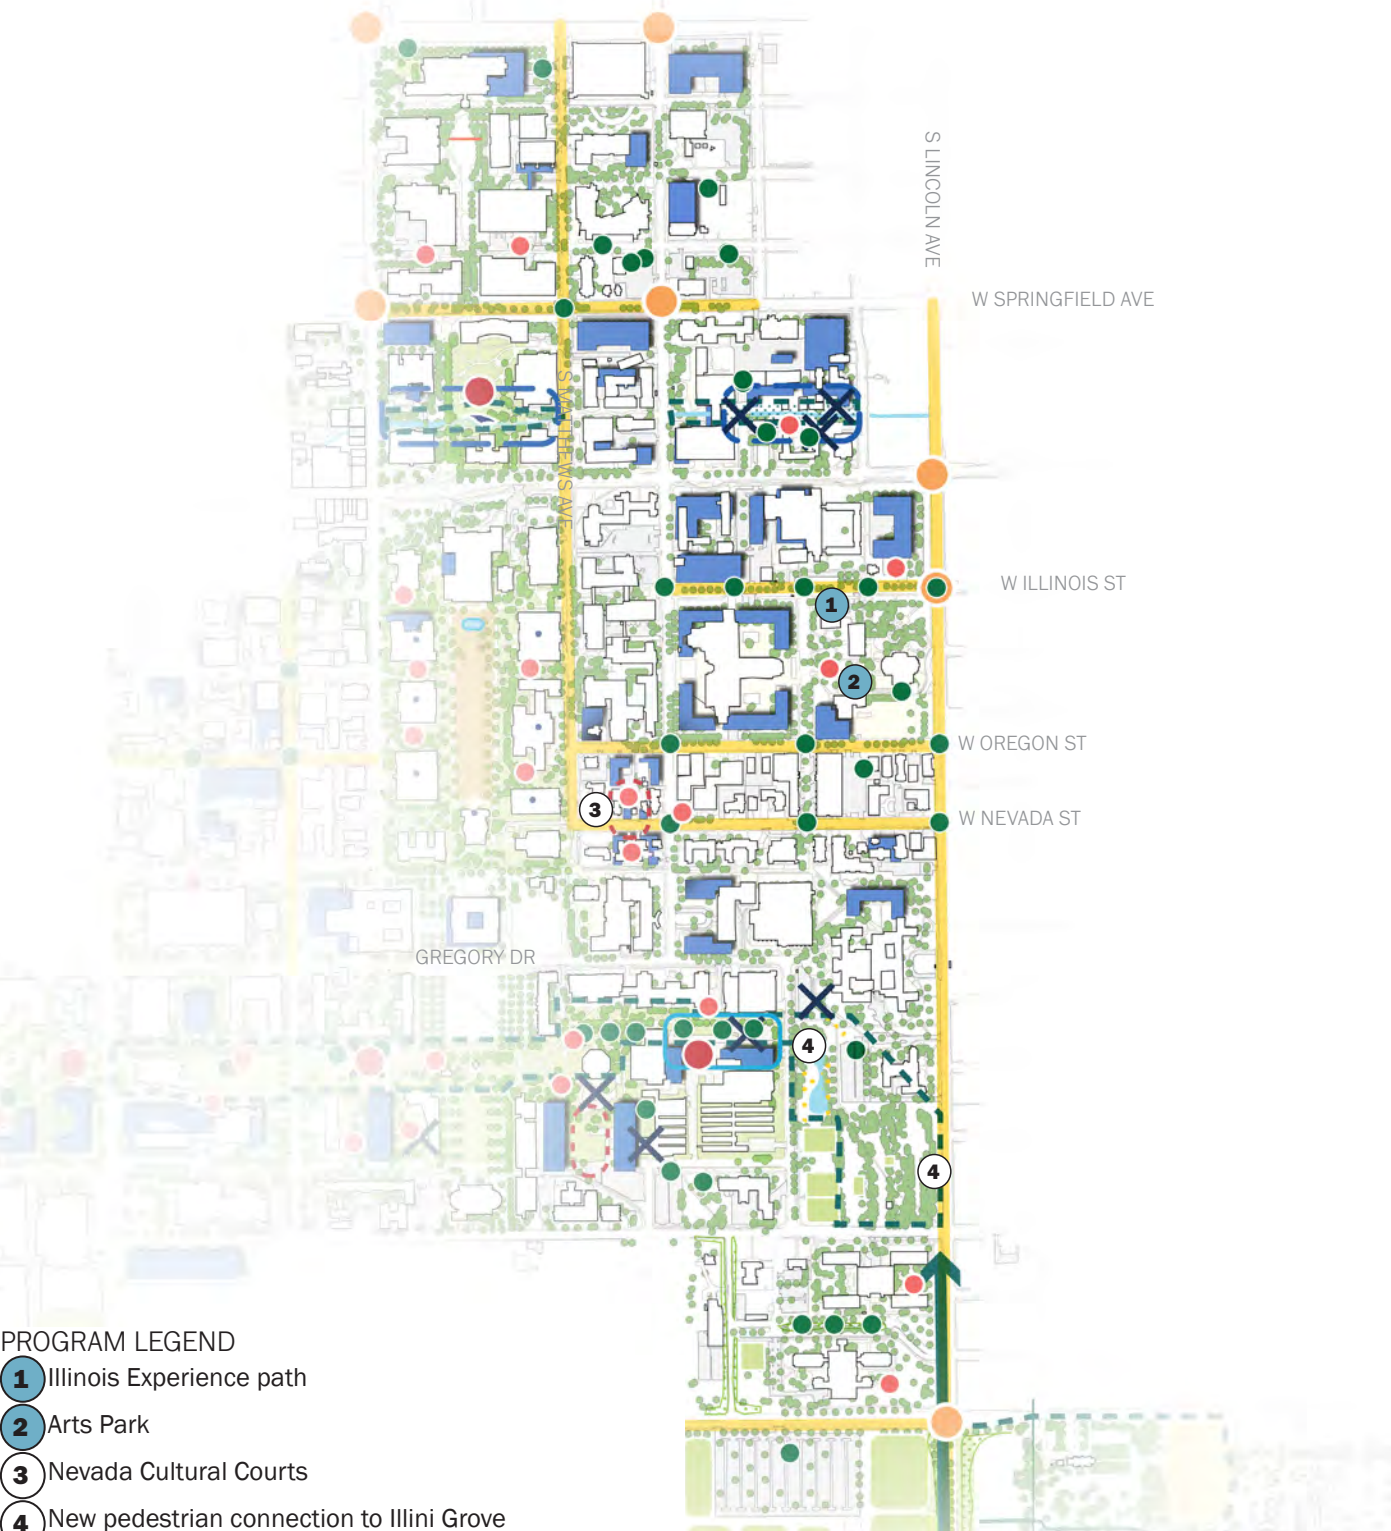 S LINCOLN AVE
W SPRINGFIELD AVE
S MATTHEWS AVE
W ILLINOIS ST
1
2
W OREGON ST
3
W NEVADA ST
GREGORY DR
4
4
PROGRAM LEGEND
1 Illinois Experience path
2 Arts Park
3 Nevada Cultural Courts
4 New pedestrian connection to Illini Grove